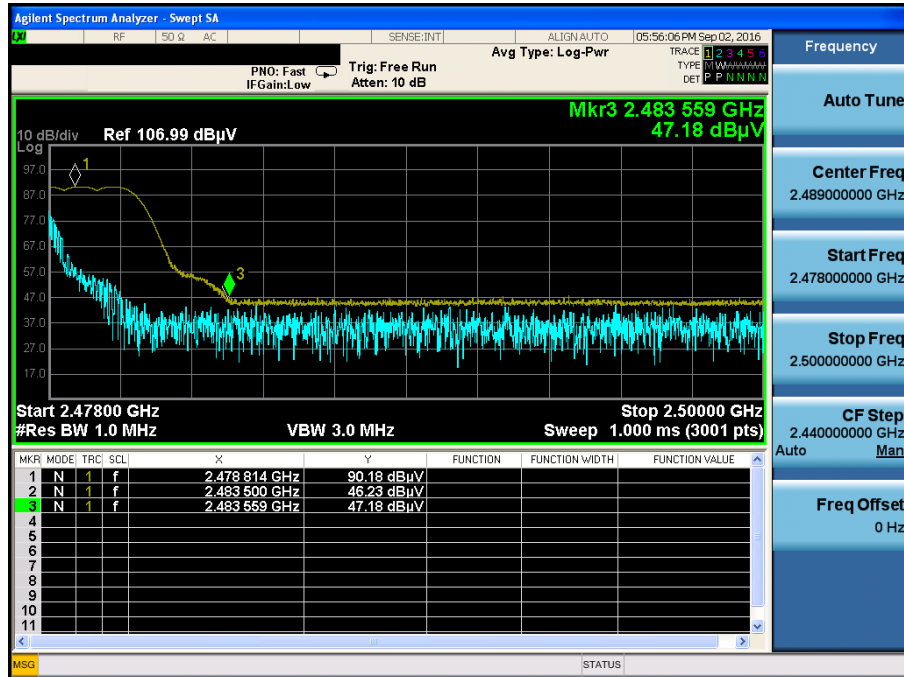 Agilent Spectrum Analyzer - Swept SA
LXI RF 50 Ω AC SENSE:INT ALIGN AUTO 05:56:06 PM Sep 02, 2016
PNO: Fast
IFGain:Low
Trig: Free Run
Atten: 10 dB
Avg Type: Log-Pwr
TRACE 1 2 3 4 5 6
TYPE M
DET P P N N N N
Mkr3 2.483 559 GHz
47.18 dBµV
10 dB/div Ref 106.99 dBµV
Log
97.0
87.0
77.0
67.0
57.0
47.0
37.0
27.0
17.0
1
3
Start 2.47800 GHz Stop 2.50000 GHz
#Res BW 1.0 MHz VBW 3.0 MHz Sweep 1.000 ms (3001 pts)
MKR MODE TRC SCL X Y FUNCTION FUNCTION WIDTH FUNCTION VALUE
1 N 1 f 2.478 814 GHz 90.18 dBµV
2 N 1 f 2.483 500 GHz 46.23 dBµV
3 N 1 f 2.483 559 GHz 47.18 dBµV
4
5
6
7
8
9
10
11
MSG STATUS
Frequency
Auto Tune
Center Freq
2.489000000 GHz
Start Freq
2.478000000 GHz
Stop Freq
2.500000000 GHz
CF Step
2.440000000 GHz
Auto Man
Freq Offset
0 Hz